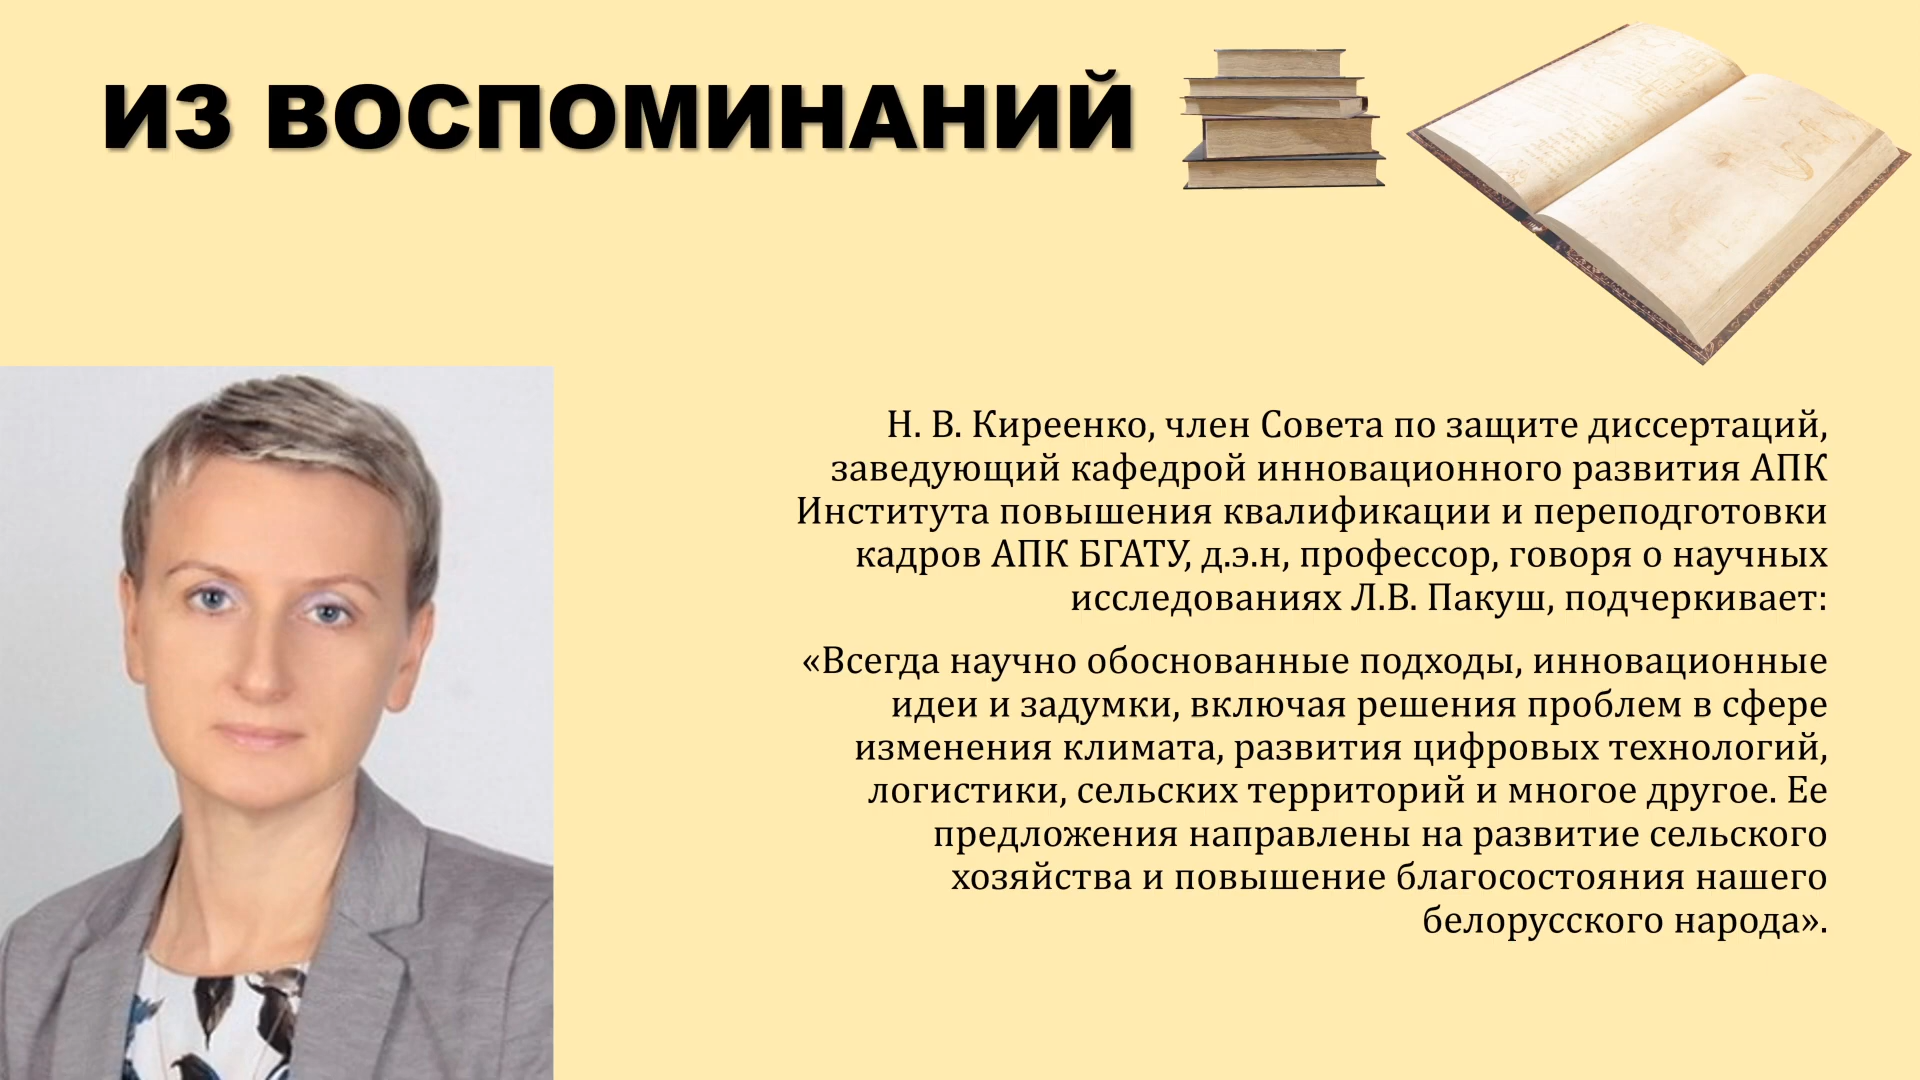 ИЗ ВОСПОМИНАНИЙ
Н. В. Киреенко, член Совета по защите диссертаций,
заведующий кафедрой инновационного развития АПК
Института повышения квалификации и переподготовки
кадров АПК БГАТУ, д.э.н, профессор, говоря о научных
исследованиях Л.В. Пакуш, подчеркивает:
«Всегда научно обоснованные подходы, инновационные
идеи и задумки, включая решения проблем в сфере
изменения климата, развития цифровых технологий,
логистики, сельских территорий и многое другое. Ее
предложения направлены на развитие сельского
хозяйства и повышение благосостояния нашего
белорусского народа».